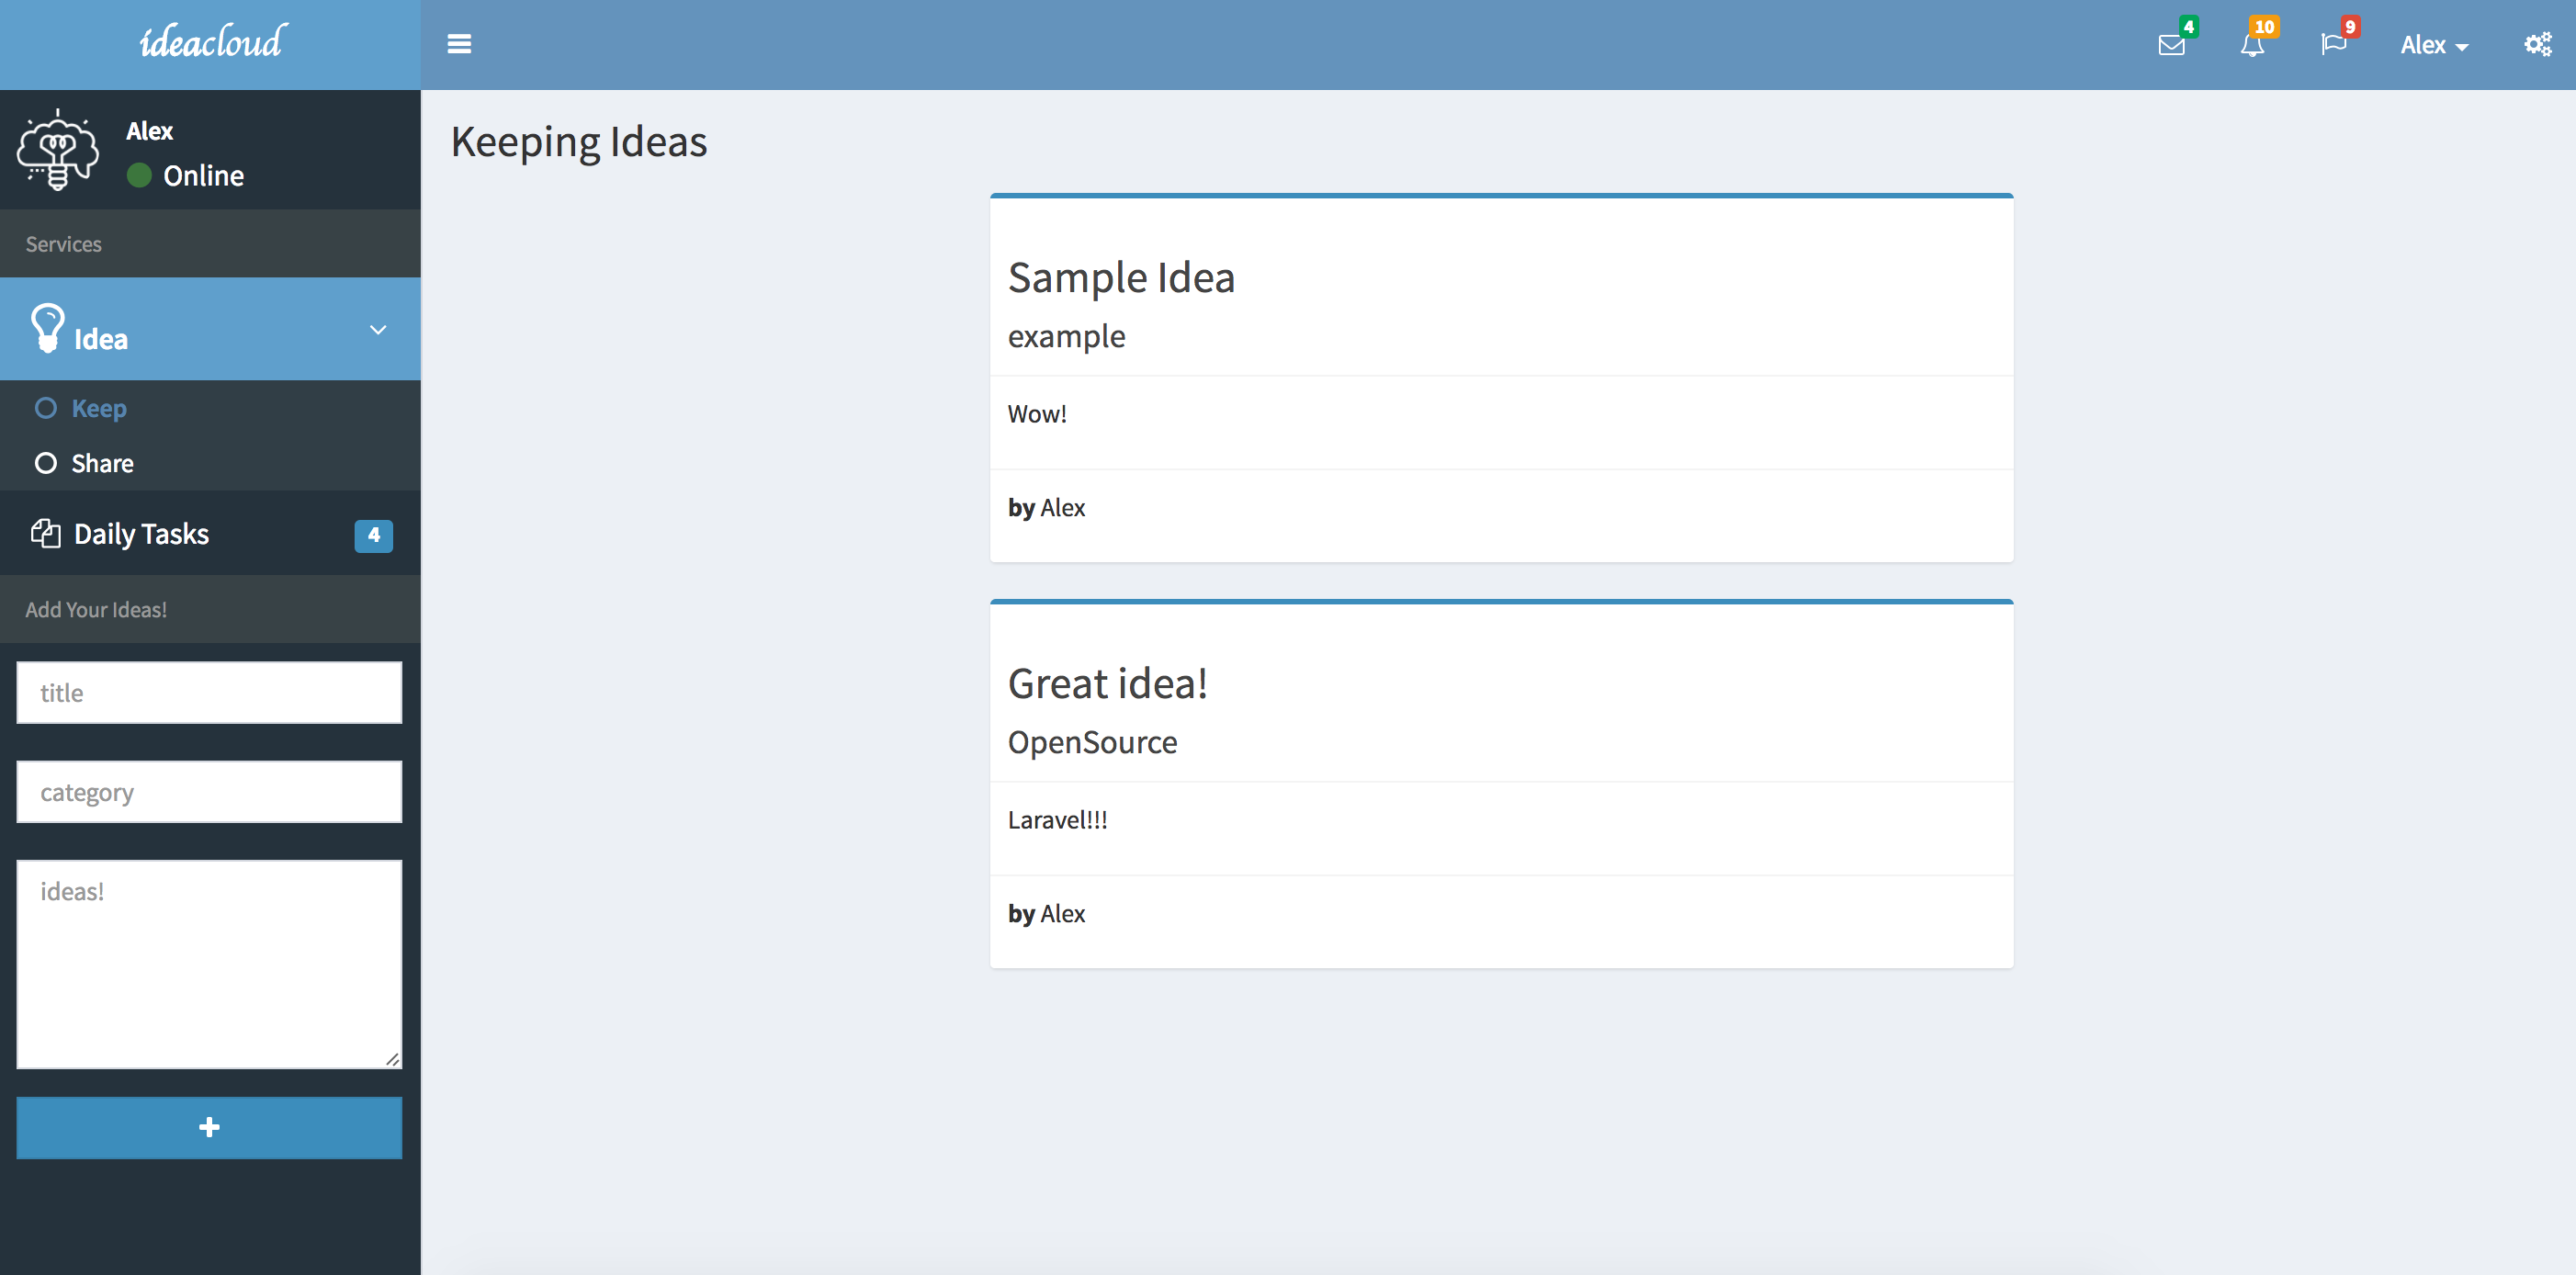 ideacloud
4
10
9
Alex
Alex
Online
Services
Idea
Keep
Share
Daily Tasks 4
Add Your Ideas!
title
category
ideas!
Keeping Ideas
Sample Idea
example
Wow!
by Alex
Great idea!
OpenSource
Laravel!!!
by Alex